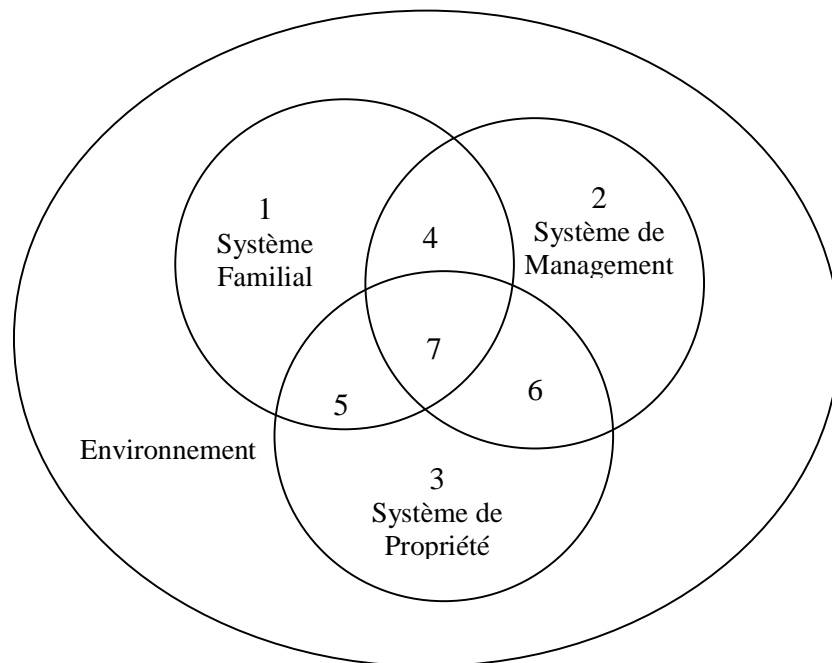 1
Système
Familial
2
Système de
Management
4
7
5
6
Environnement
3
Système de
Propriété